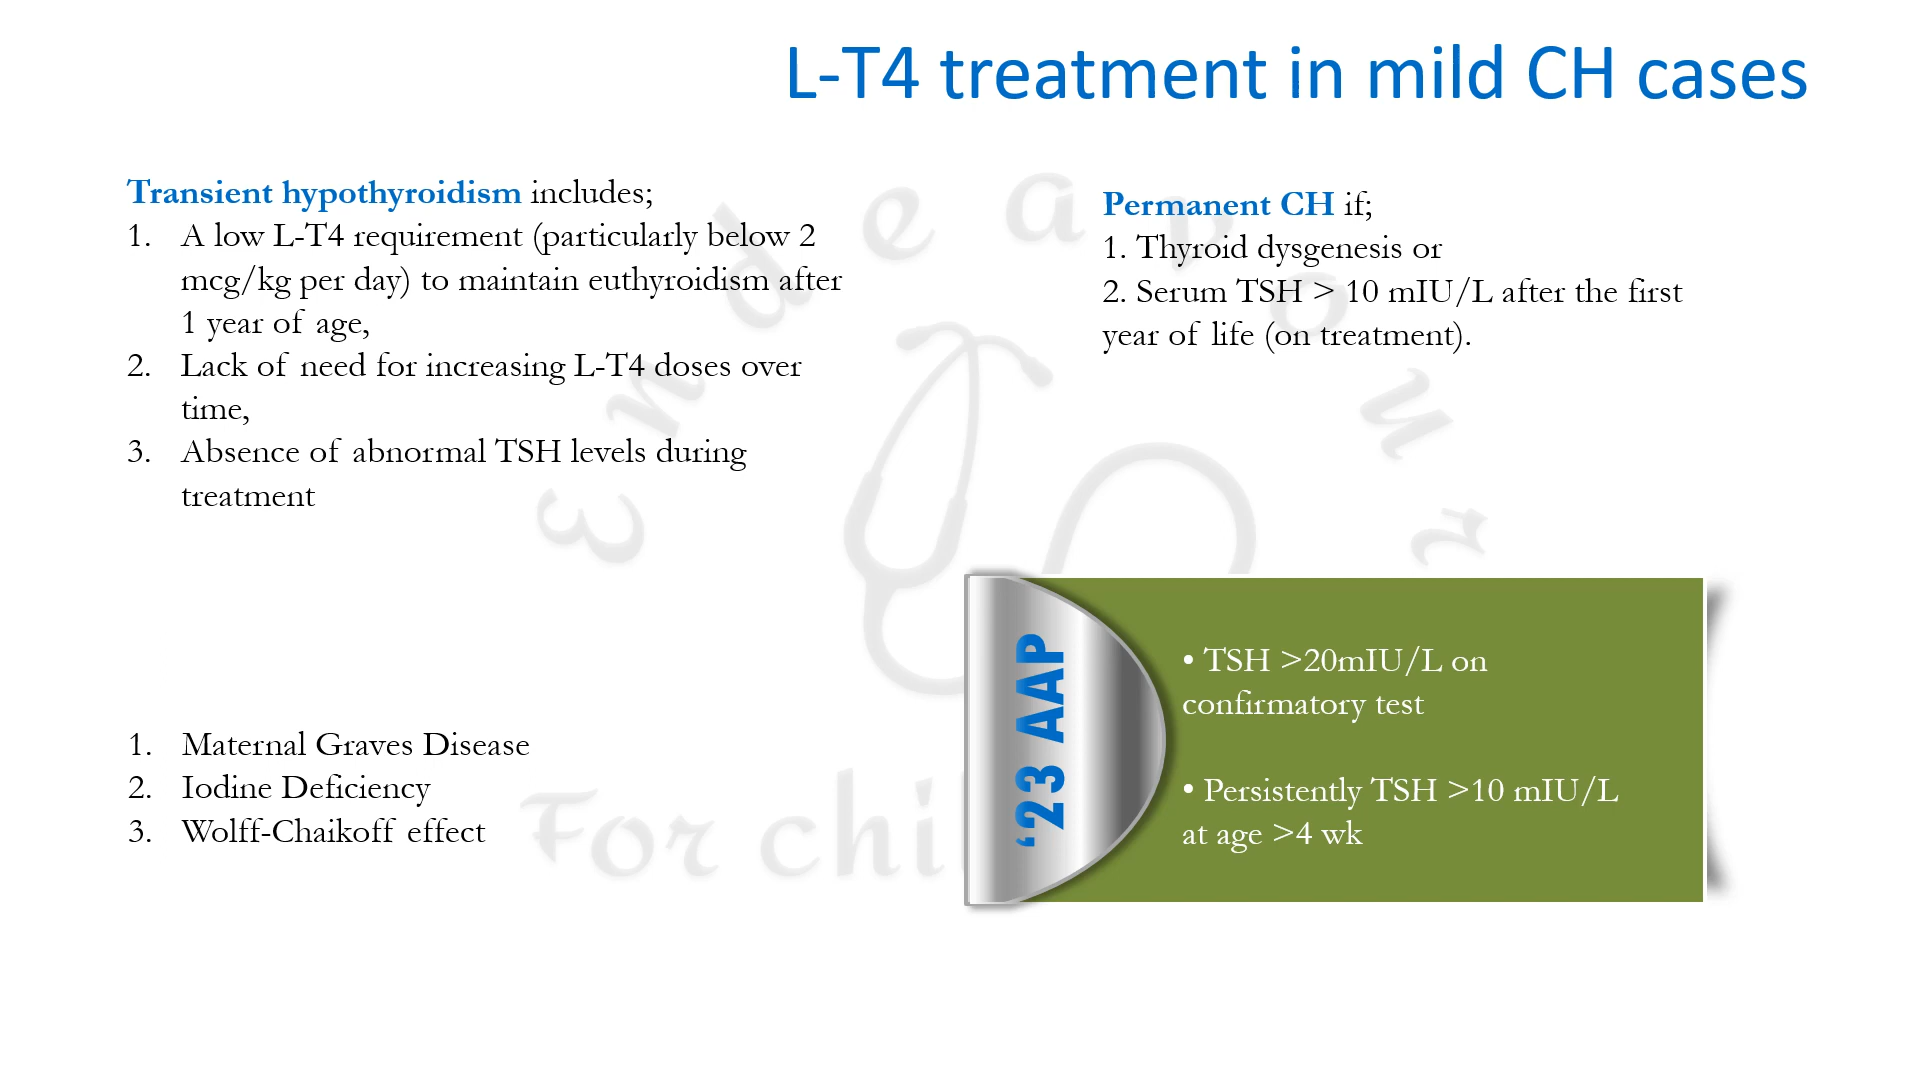 L-T4 treatment in mild CH cases
Transient hypothyroidism includes;
1. A low L-T4 requirement (particularly below 2
mcg/kg per day) to maintain euthyroidism after
1 year of age,
2. Lack of need for increasing L-T4 doses over
time,
3. Absence of abnormal TSH levels during
treatment
1. Maternal Graves Disease
2. Iodine Deficiency
3. Wolff-Chaikoff effect
Permanent CH if;
1. Thyroid dysgenesis or
2. Serum TSH > 10 mIU/L after the first
year of life (on treatment).
‘23 AAP
• TSH >20mIU/L on
confirmatory test
• Persistently TSH >10 mIU/L
at age >4 wk
Endeavour
For chil